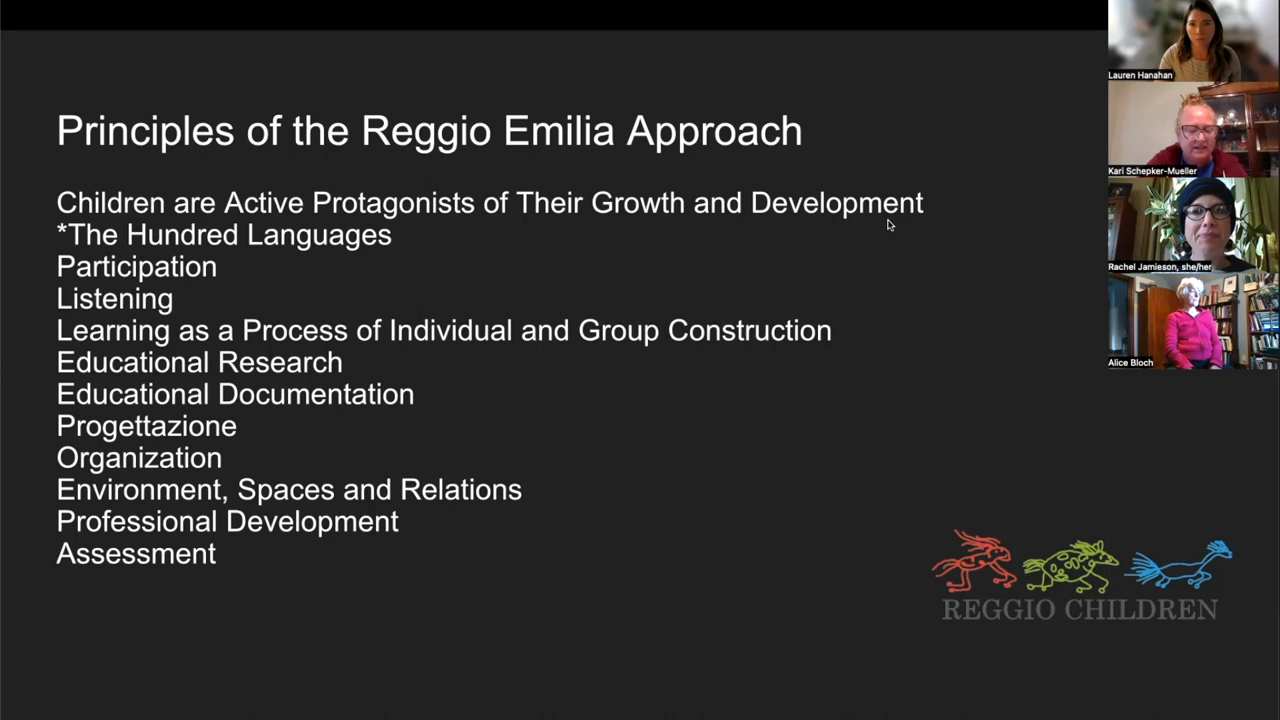 Principles of the Reggio Emilia Approach
Children are Active Protagonists of Their Growth and Development
*The Hundred Languages
Participation
Listening
Learning as a Process of Individual and Group Construction
Educational Research
Educational Documentation
Progettazione
Organization
Environment, Spaces and Relations
Professional Development
Assessment
REGGIO CHILDREN
Lauren Hanahan
Kari Schepker-Mueller
Rachel Jamieson, she/her
Alice Bloch